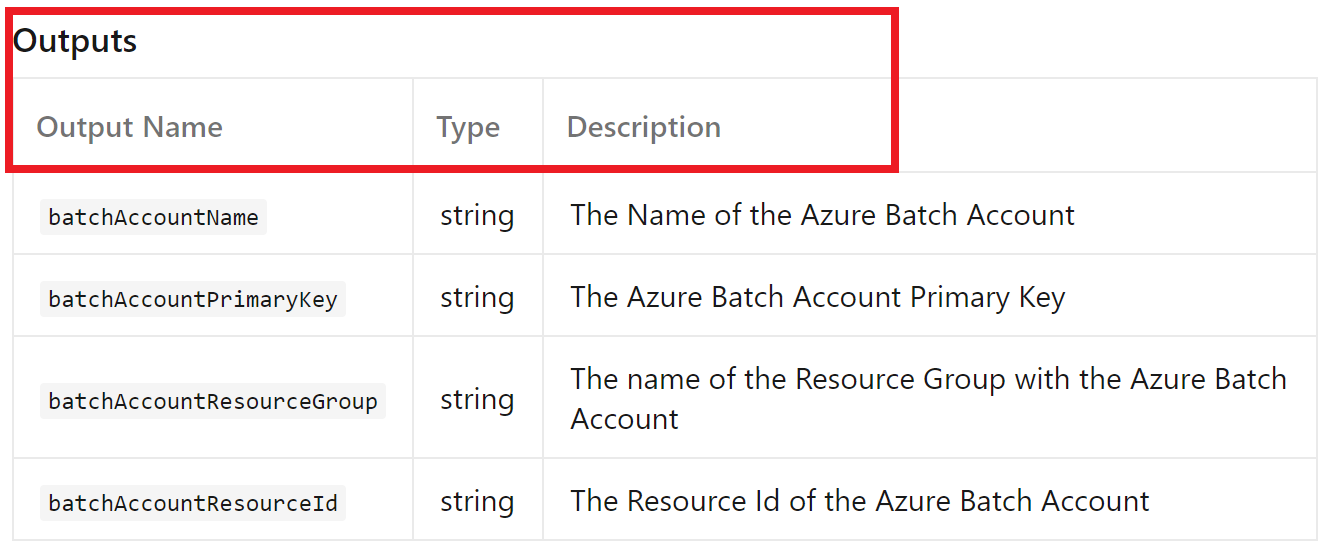 Outputs
Output Name Type Description
batchAccountName string The Name of the Azure Batch Account
batchAccountPrimaryKey string The Azure Batch Account Primary Key
batchAccountResourceGroup string The name of the Resource Group with the Azure Batch
Account
batchAccountResourceId string The Resource Id of the Azure Batch Account